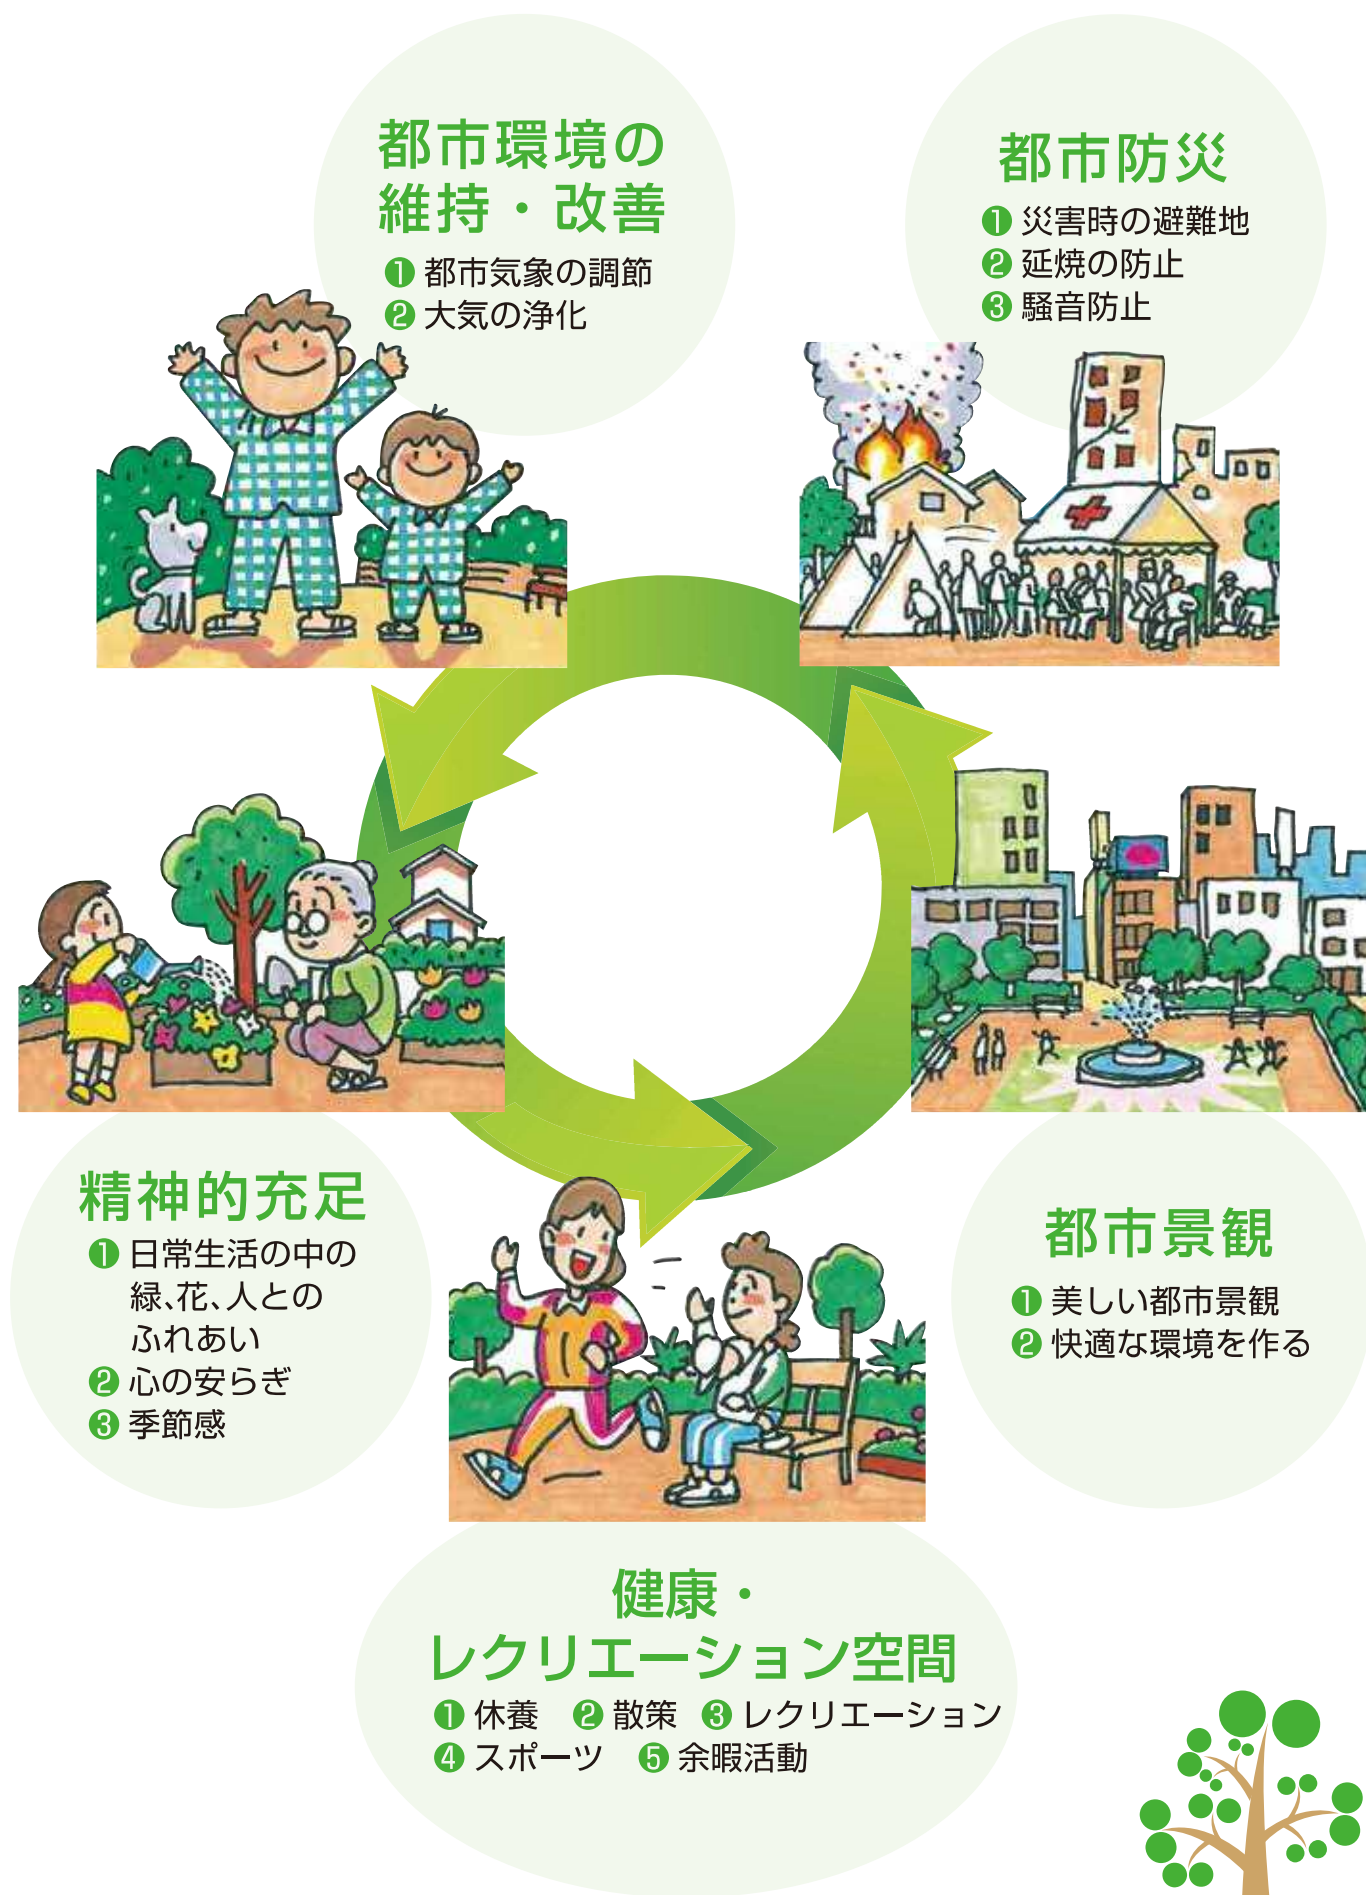 都市環境の
維持・改善
❶ 都市気象の調節
❷ 大気の浄化
都市防災
❶ 災害時の避難地
❷ 延焼の防止
❸ 騒音防止
精神的充足
❶ 日常生活の中の
緑、花、人との
ふれあい
❷ 心の安らぎ
❸ 季節感
都市景観
❶ 美しい都市景観
❷ 快適な環境を作る
健康・
レクリエーション空間
❶ 休養 ❷ 散策 ❸ レクリエーション
❹ スポーツ ❺ 余暇活動